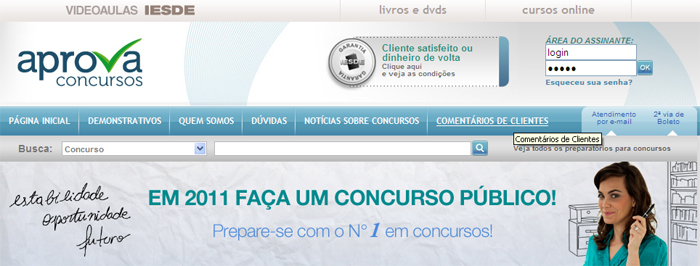 VIDEOAULAS IESDE
livros e dvds
cursos online
aprova
concursos
GARANTIA
IESDE
GARANTIA
Cliente satisfeito ou
dinheiro de volta
Clique aqui
e veja as condições
ÁREA DO ASSINANTE:
login
•••••
OK
Esqueceu sua senha?
PÁGINA INICIAL
DEMONSTRATIVOS
QUEM SOMOS
DÚVIDAS
NOTÍCIAS SOBRE CONCURSOS
COMENTÁRIOS DE CLIENTES
Atendimento
por e-mail
2ª via de
Boleto
Comentários de Clientes
Busca:
Concurso
Veja todos os preparatórios para concursos
estabilidade
oportunidade
futuro
EM 2011 FAÇA UM CONCURSO PÚBLICO!
Prepare-se com o N° 1 em concursos!